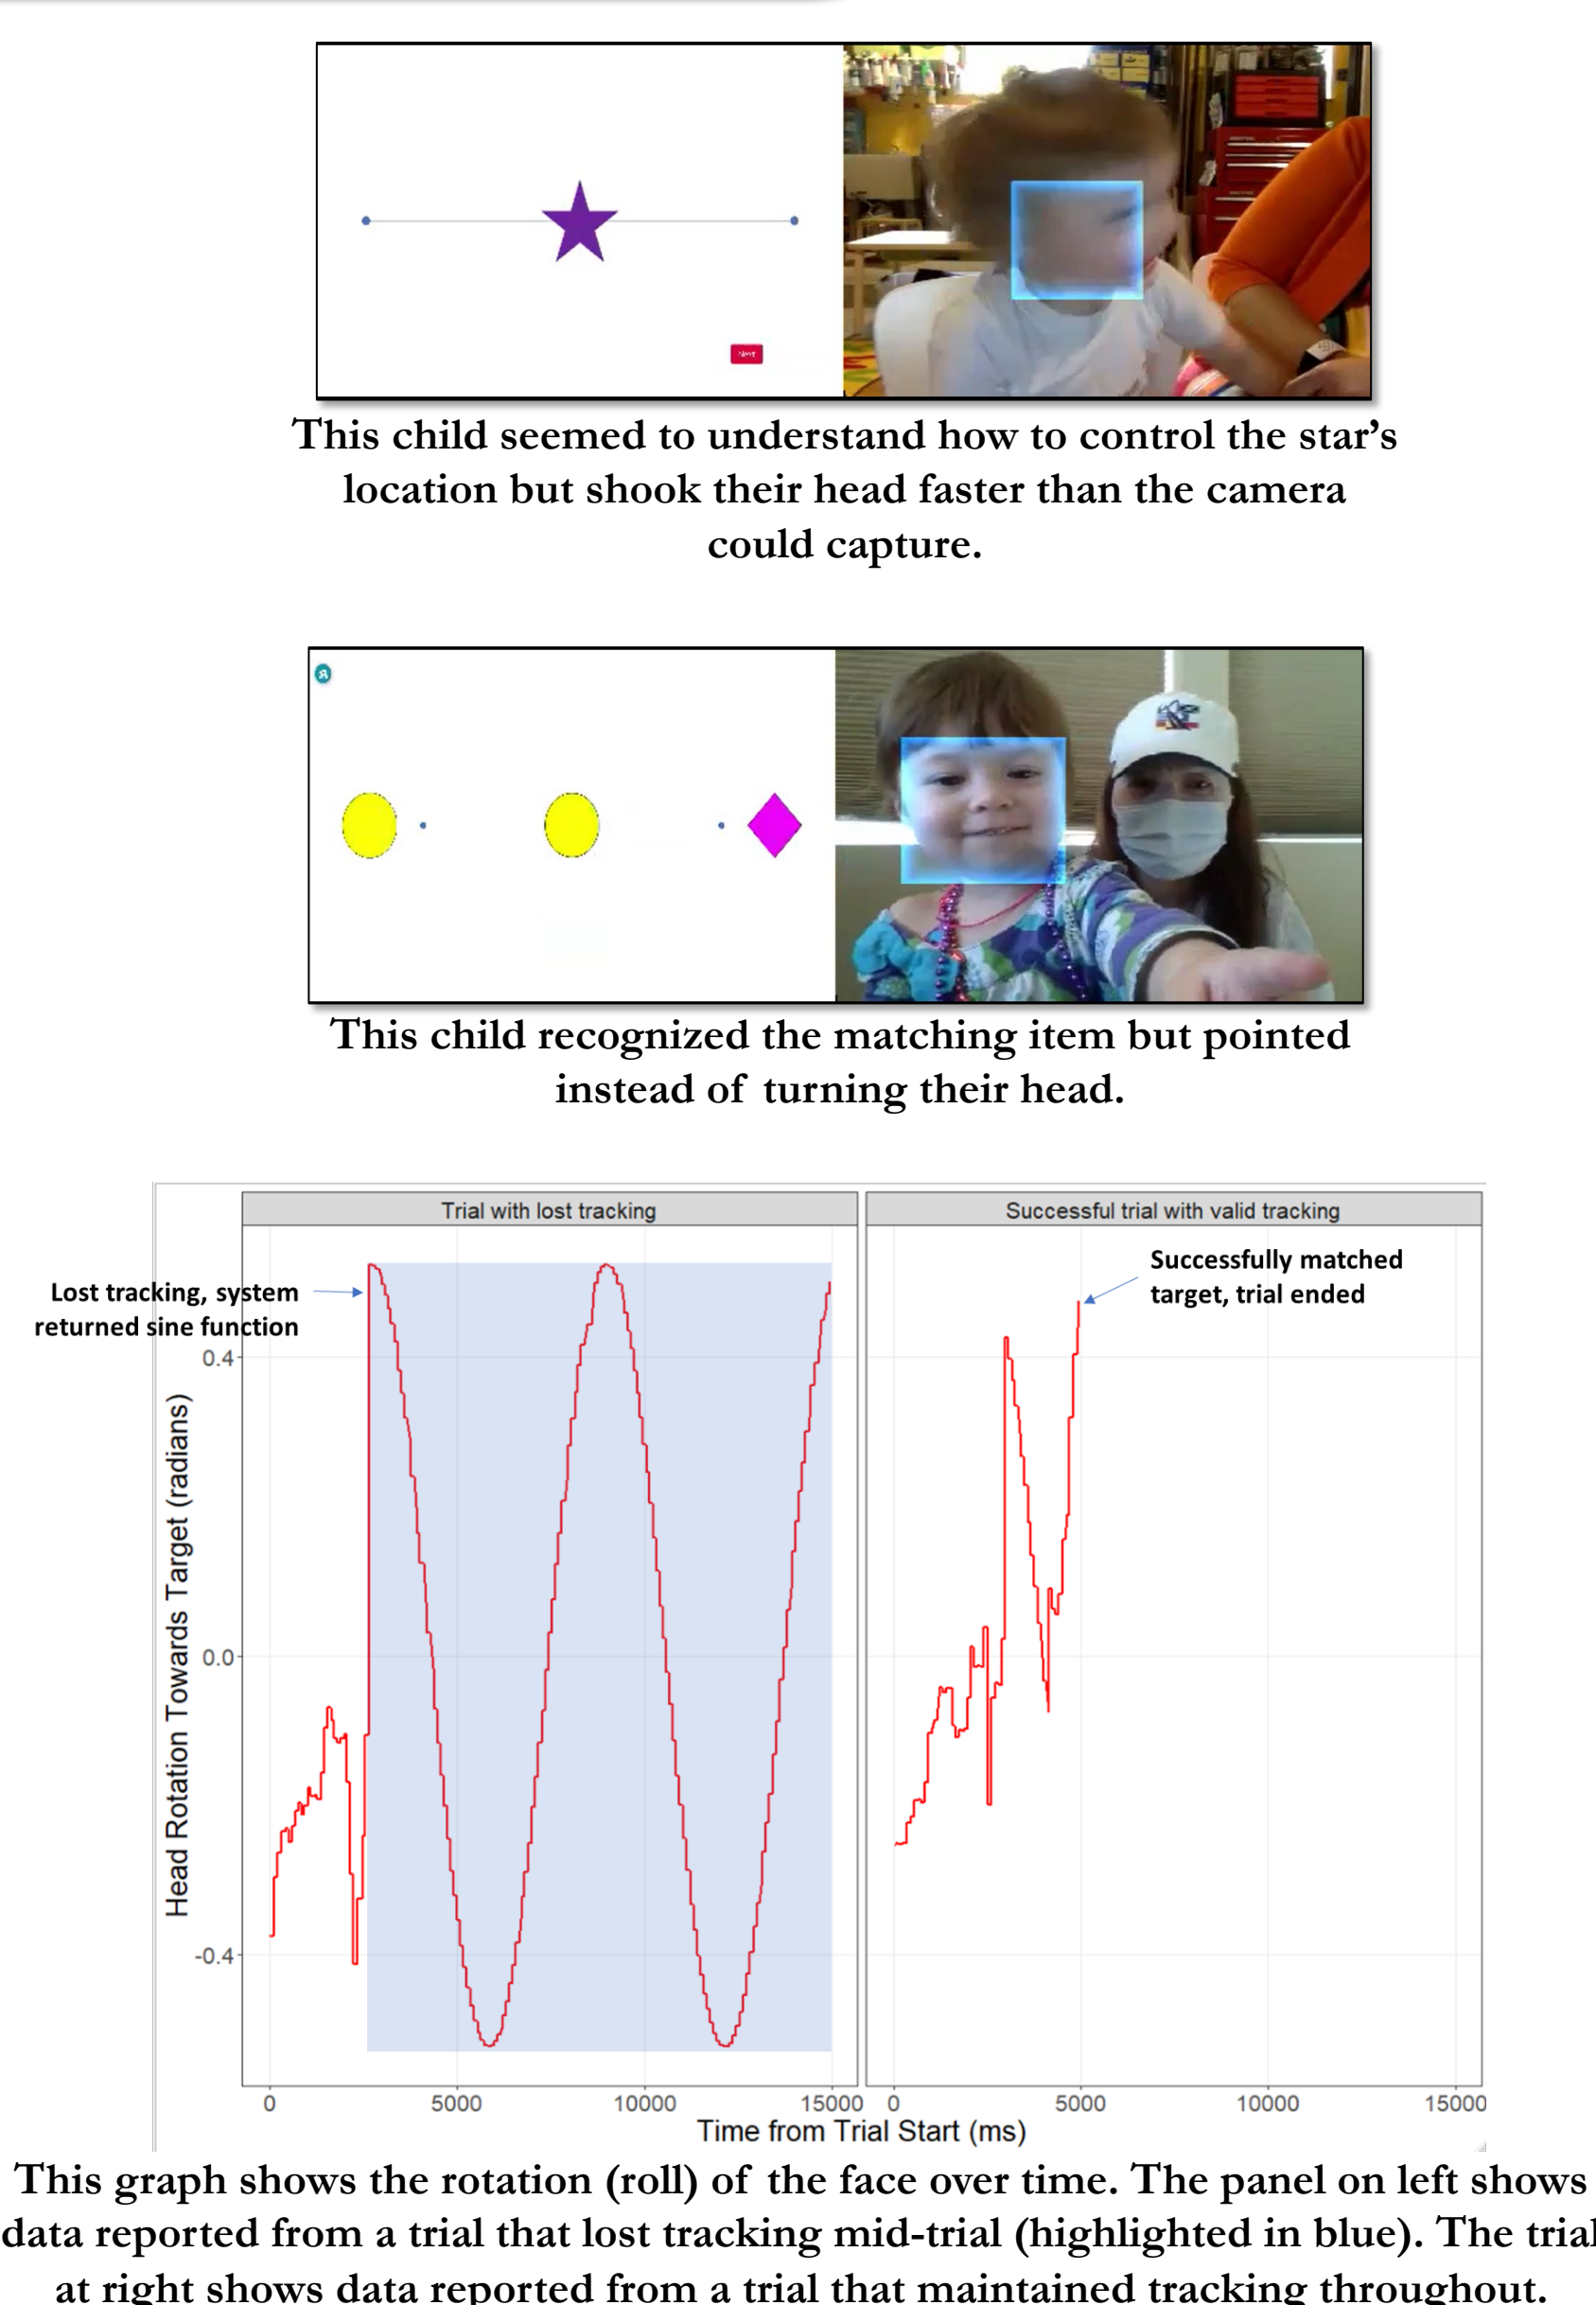 Next
This child seemed to understand how to control the star's
location but shook their head faster than the camera
could capture.
This child recognized the matching item but pointed
instead of turning their head.
Trial with lost tracking
Successful trial with valid tracking
Lost tracking, system
returned sine function
Successfully matched
target, trial ended
Head Rotation Towards Target (radians)
0.4
0.0
-0.4
0 5000 10000 15000
0 5000 10000 15000
Time from Trial Start (ms)
This graph shows the rotation (roll) of the face over time. The panel on left shows
data reported from a trial that lost tracking mid-trial (highlighted in blue). The trial
at right shows data reported from a trial that maintained tracking throughout.